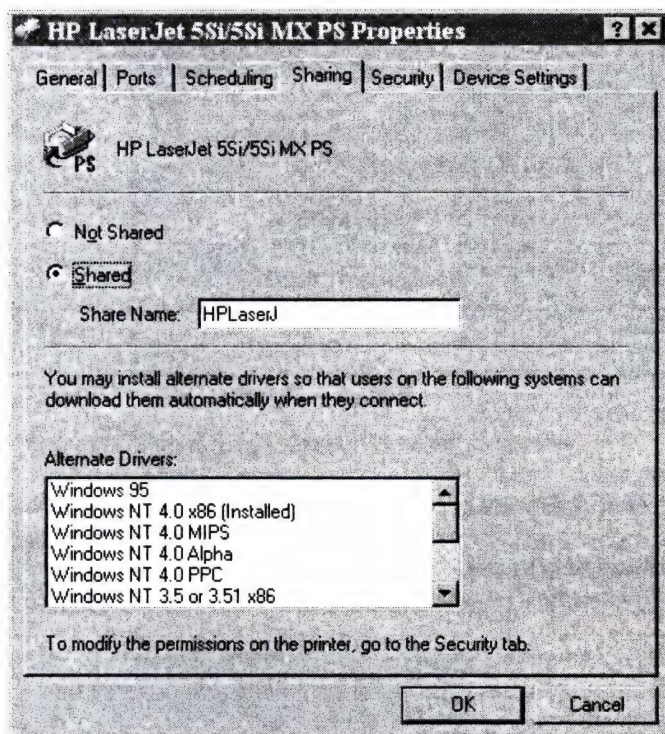 HP LaserJet 5Si/5Si MX PS Properties ? X
General Ports Scheduling Sharing Security Device Settings
PS HP LaserJet 5Si/5Si MX PS
Not Shared
Shared
Share Name: HPLaserJ
You may install alternate drivers so that users on the following systems can
download them automatically when they connect.
Alternate Drivers:
Windows 95
Windows NT 4.0 x86 (Installed)
Windows NT 4.0 MIPS
Windows NT 4.0 Alpha
Windows NT 4.0 PPC
Windows NT 3.5 or 3.51 x86
To modify the permissions on the printer, go to the Security tab.
OK Cancel